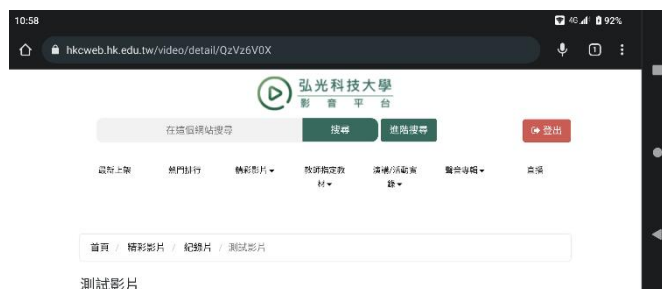 10:58 4G 92%
hkcweb.hk.edu.tw/video/detail/QzVz6V0X 1
弘光科技大學
影音平台
在這個網站搜尋 搜尋 進階搜尋 登出
最新上架 熱門排行 精彩影片 教師指定教材 演講/活動實錄 聲音專輯 直播
首頁 / 精彩影片 / 紀錄片 / 測試影片
測試影片